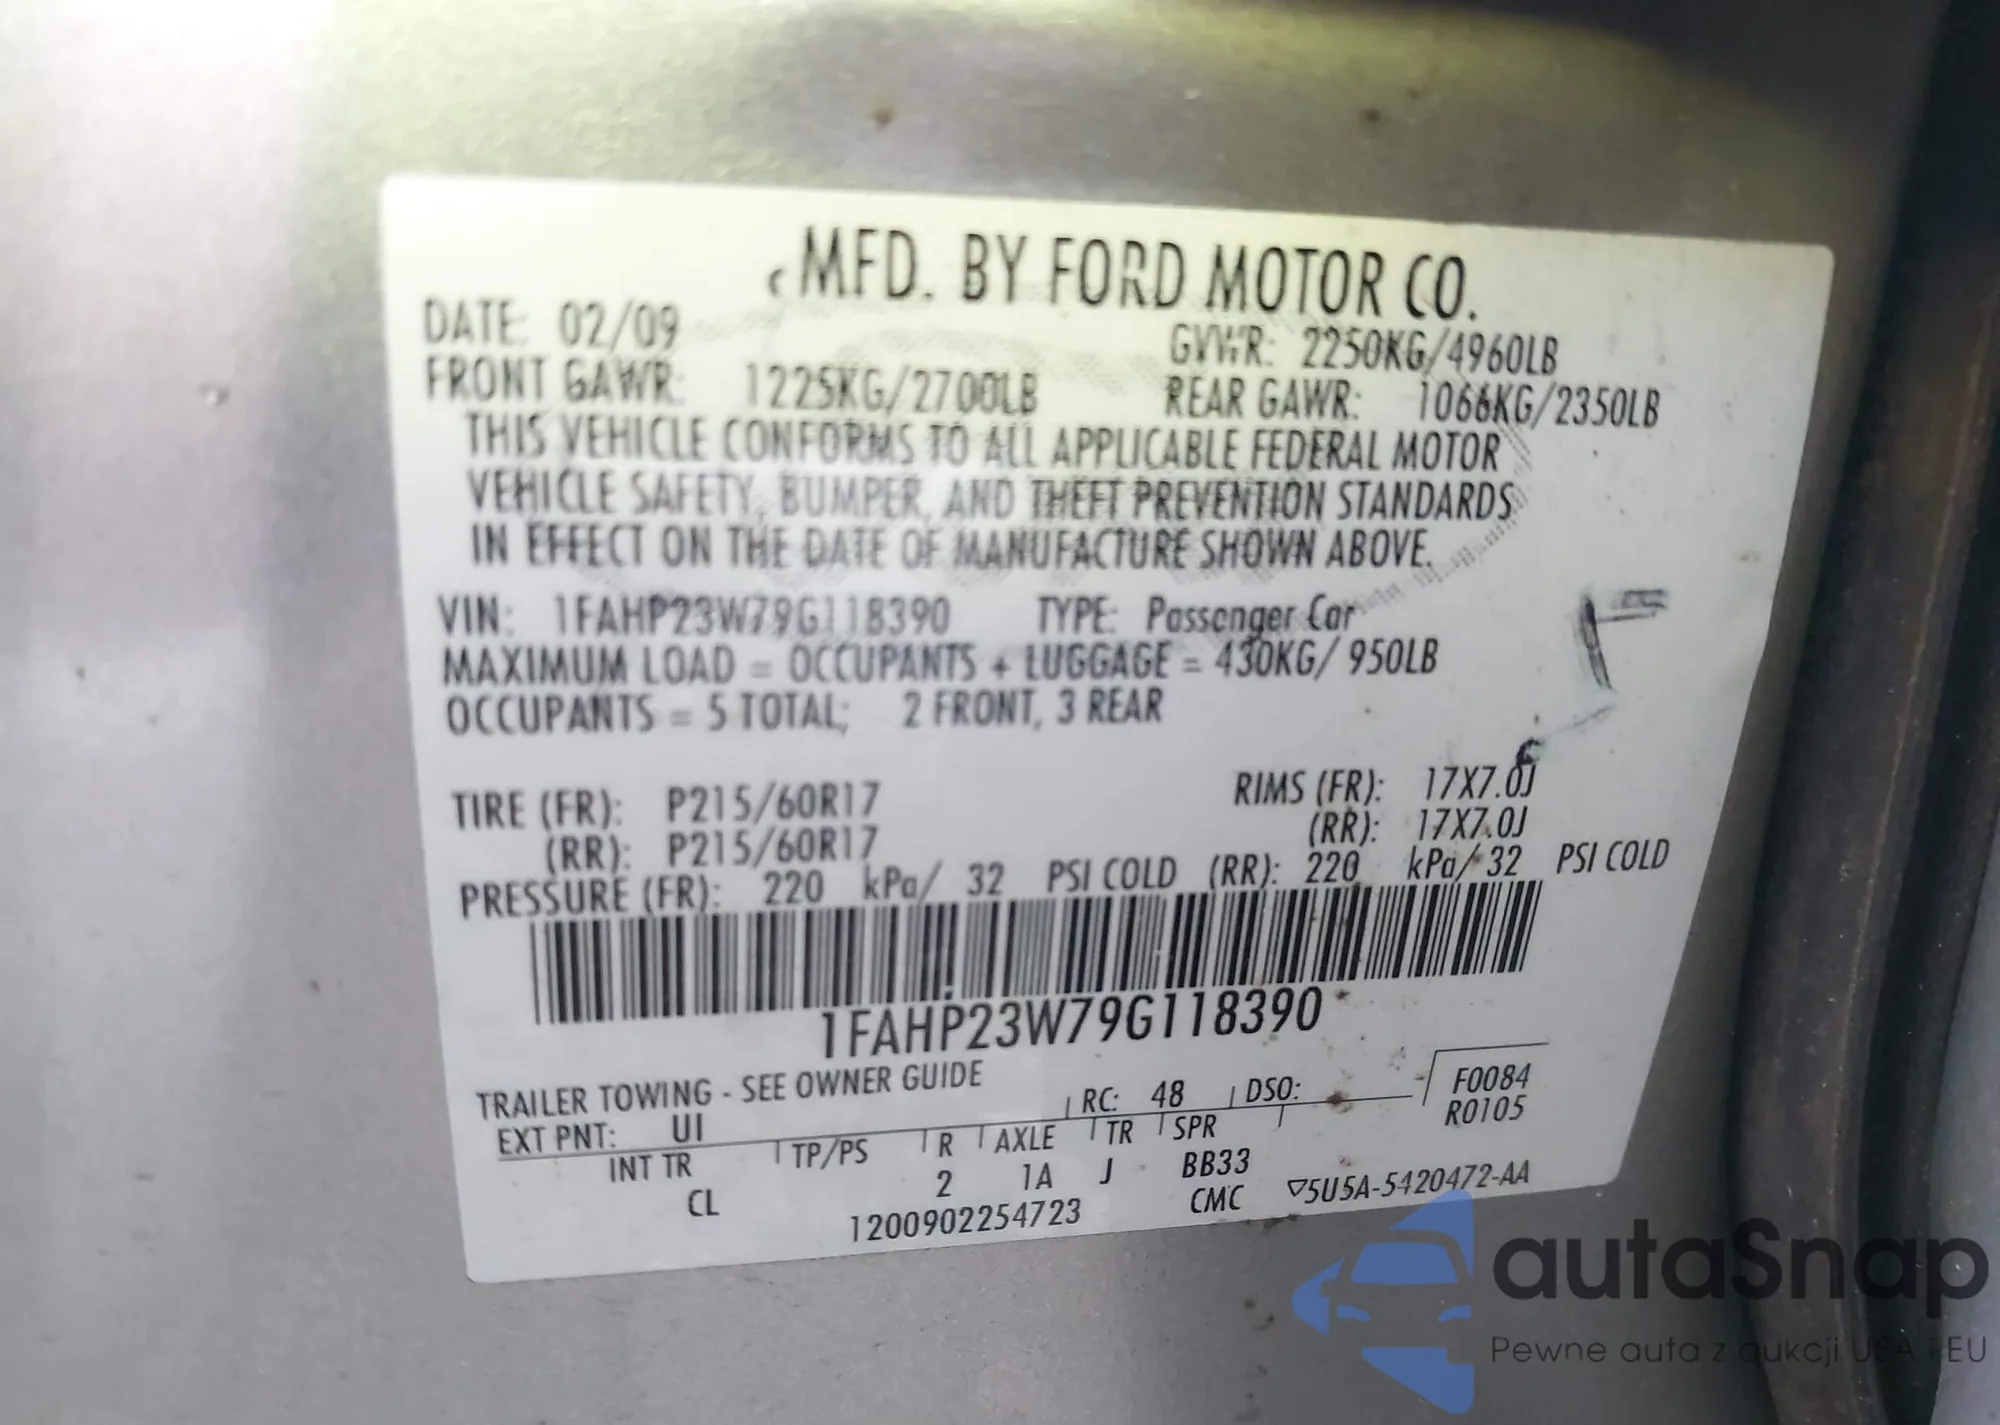 MFD. BY FORD MOTOR CO.
DATE: 02/09 GVWR: 2250KG/4960LB
FRONT GAWR: 1225KG/2700LB REAR GAWR: 1066KG/2350LB
THIS VEHICLE CONFORMS TO ALL APPLICABLE FEDERAL MOTOR
VEHICLE SAFETY, BUMPER, AND THEFT PREVENTION STANDARDS
IN EFFECT ON THE DATE OF MANUFACTURE SHOWN ABOVE.
VIN: 1FAHP23W79G118390 TYPE: Passenger Car
MAXIMUM LOAD = OCCUPANTS + LUGGAGE = 430KG/ 950LB
OCCUPANTS = 5 TOTAL; 2 FRONT, 3 REAR
TIRE (FR): P215/60R17 RIMS (FR): 17X7.0J
(RR): P215/60R17 (RR): 17X7.0J
PRESSURE (FR): 220 kPa/ 32 PSI COLD (RR): 220 kPa/ 32 PSI COLD
1FAHP23W79G118390
TRAILER TOWING - SEE OWNER GUIDE
EXT PNT: UI RC: 48 DSO: F0084
R0105
INT TR TP/PS R AXLE TR SPR
CL 2 1A J BB33
1200902254723 CMC ▽5U5A-5420472-AA
autaSnap
Pewne auta z aukcji USA i EU